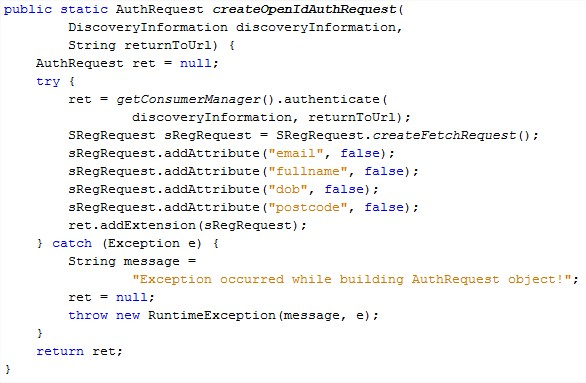 public static AuthRequest createOpenIdAuthRequest(
        DiscoveryInformation discoveryInformation,
        String returnToUrl) {
    AuthRequest ret = null;
    try {
        ret = getConsumerManager().authenticate(
                discoveryInformation, returnToUrl);
        SRegRequest sRegRequest = SRegRequest.createFetchRequest();
        sRegRequest.addAttribute("email", false);
        sRegRequest.addAttribute("fullname", false);
        sRegRequest.addAttribute("dob", false);
        sRegRequest.addAttribute("postcode", false);
        ret.addExtension(sRegRequest);
    } catch (Exception e) {
        String message =
                "Exception occurred while building AuthRequest object!";
        ret = null;
        throw new RuntimeException(message, e);
    }
    return ret;
}